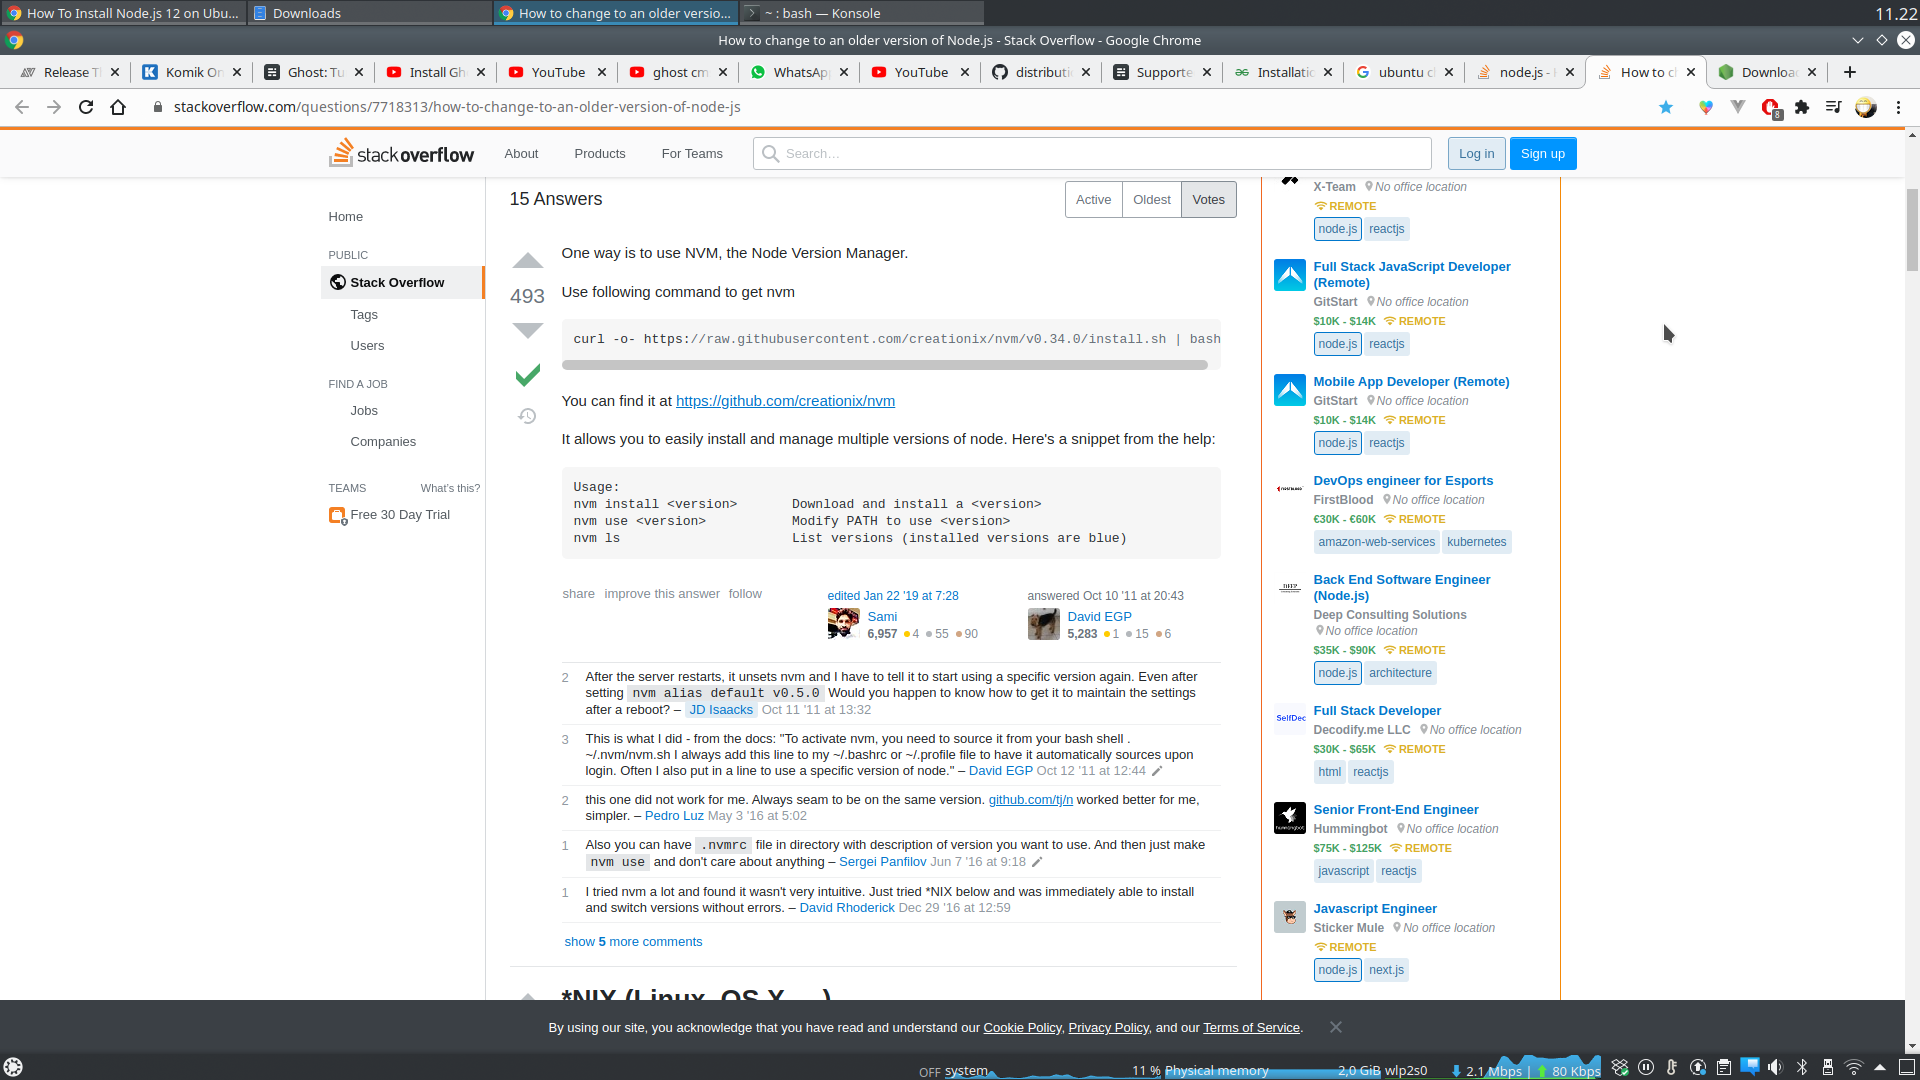 How To Install Node.js 12 on Ubu...
Downloads
How to change to an older versio...
~ : bash — Konsole
11.22
How to change to an older version of Node.js - Stack Overflow - Google Chrome
Release T
Komik On
Ghost: Tu
Install Gh
YouTube
ghost cm
WhatsAp
YouTube
distributi
Supporte
Installatic
ubuntu c
node.js -
How to c
Downloa
stackoverflow.com/questions/7718313/how-to-change-to-an-older-version-of-node-js
8
stackoverflow
About
Products
For Teams
Search...
Log in
Sign up
Home
PUBLIC
Stack Overflow
Tags
Users
FIND A JOB
Jobs
Companies
TEAMS
What's this?
Free 30 Day Trial
15 Answers
Active
Oldest
Votes
493
One way is to use NVM, the Node Version Manager.
Use following command to get nvm
curl -o- https://raw.githubusercontent.com/creationix/nvm/v0.34.0/install.sh | bash
You can find it at https://github.com/creationix/nvm
It allows you to easily install and manage multiple versions of node. Here's a snippet from the help:
Usage:
nvm install <version>       Download and install a <version>
nvm use <version>           Modify PATH to use <version>
nvm ls                      List versions (installed versions are blue)
share improve this answer follow
edited Jan 22 '19 at 7:28
Sami
6,957 4 55 90
answered Oct 10 '11 at 20:43
David EGP
5,283 1 15 6
2
After the server restarts, it unsets nvm and I have to tell it to start using a specific version again. Even after
setting nvm alias default v0.5.0 Would you happen to know how to get it to maintain the settings
after a reboot? – JD Isaacks Oct 11 '11 at 13:32
3
This is what I did - from the docs: "To activate nvm, you need to source it from your bash shell .
~/.nvm/nvm.sh I always add this line to my ~/.bashrc or ~/.profile file to have it automatically sources upon
login. Often I also put in a line to use a specific version of node." – David EGP Oct 12 '11 at 12:44
2
this one did not work for me. Always seam to be on the same version. github.com/tj/n worked better for me,
simpler. – Pedro Luz May 3 '16 at 5:02
1
Also you can have .nvmrc file in directory with description of version you want to use. And then just make
nvm use and don't care about anything – Sergei Panfilov Jun 7 '16 at 9:18
1
I tried nvm a lot and found it wasn't very intuitive. Just tried *NIX below and was immediately able to install
and switch versions without errors. – David Rhoderick Dec 29 '16 at 12:59
show 5 more comments
*NIX (Linux, OS X, ...)
X-Team No office location
REMOTE
node.js reactjs
Full Stack JavaScript Developer
(Remote)
GitStart No office location
$10K - $14K REMOTE
node.js reactjs
Mobile App Developer (Remote)
GitStart No office location
$10K - $14K REMOTE
node.js reactjs
DevOps engineer for Esports
FirstBlood No office location
€30K - €60K REMOTE
amazon-web-services kubernetes
Back End Software Engineer
(Node.js)
Deep Consulting Solutions
No office location
$35K - $90K REMOTE
node.js architecture
SelfDec
Full Stack Developer
Decodify.me LLC No office location
$30K - $65K REMOTE
html reactjs
hummingbot
Senior Front-End Engineer
Hummingbot No office location
$75K - $125K REMOTE
javascript reactjs
Javascript Engineer
Sticker Mule No office location
REMOTE
node.js next.js
By using our site, you acknowledge that you have read and understand our Cookie Policy, Privacy Policy, and our Terms of Service.
OFF system 11 % Physical memory 2,0 GiB wlp2s0 2.1 Mbps | 80 Kbps